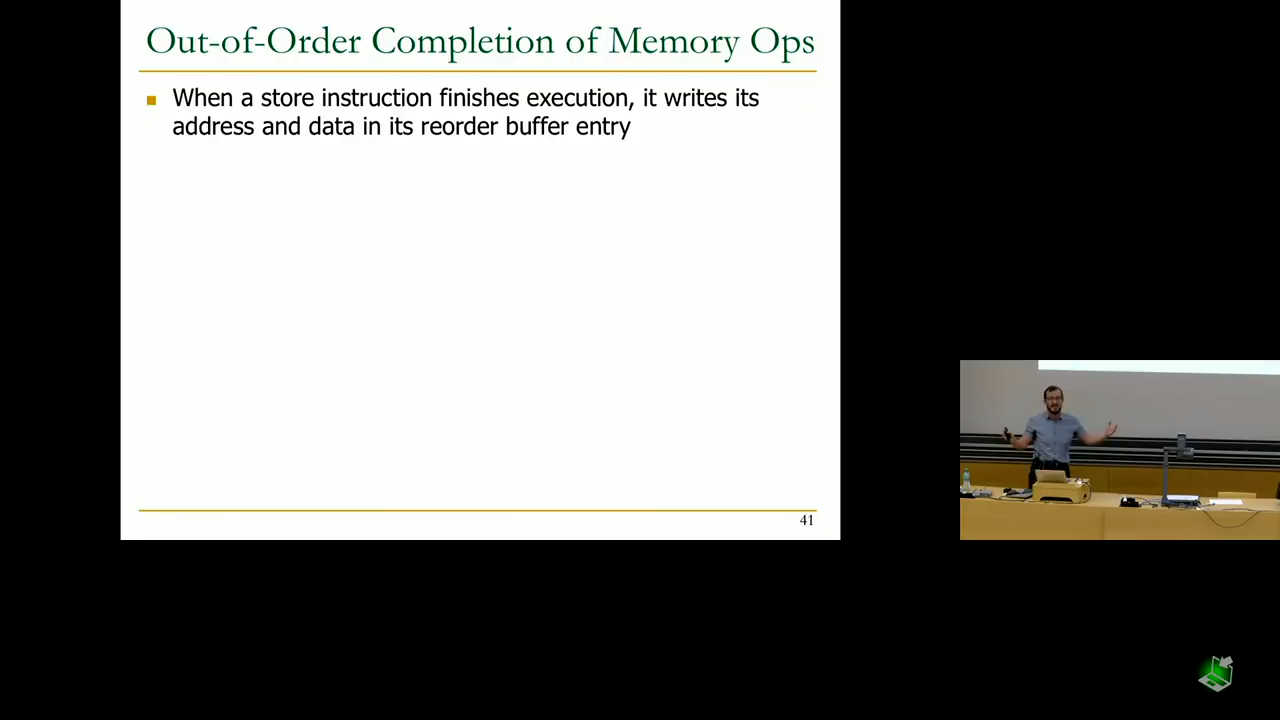 Out-of-Order Completion of Memory Ops
When a store instruction finishes execution, it writes its
address and data in its reorder buffer entry
41